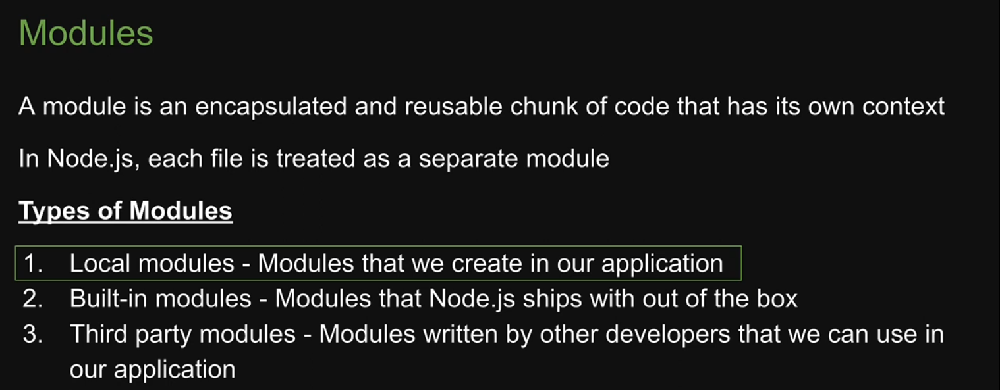 Modules
A module is an encapsulated and reusable chunk of code that has its own context
In Node.js, each file is treated as a separate module
Types of Modules
1. Local modules - Modules that we create in our application
2. Built-in modules - Modules that Node.js ships with out of the box
3. Third party modules - Modules written by other developers that we can use in
our application